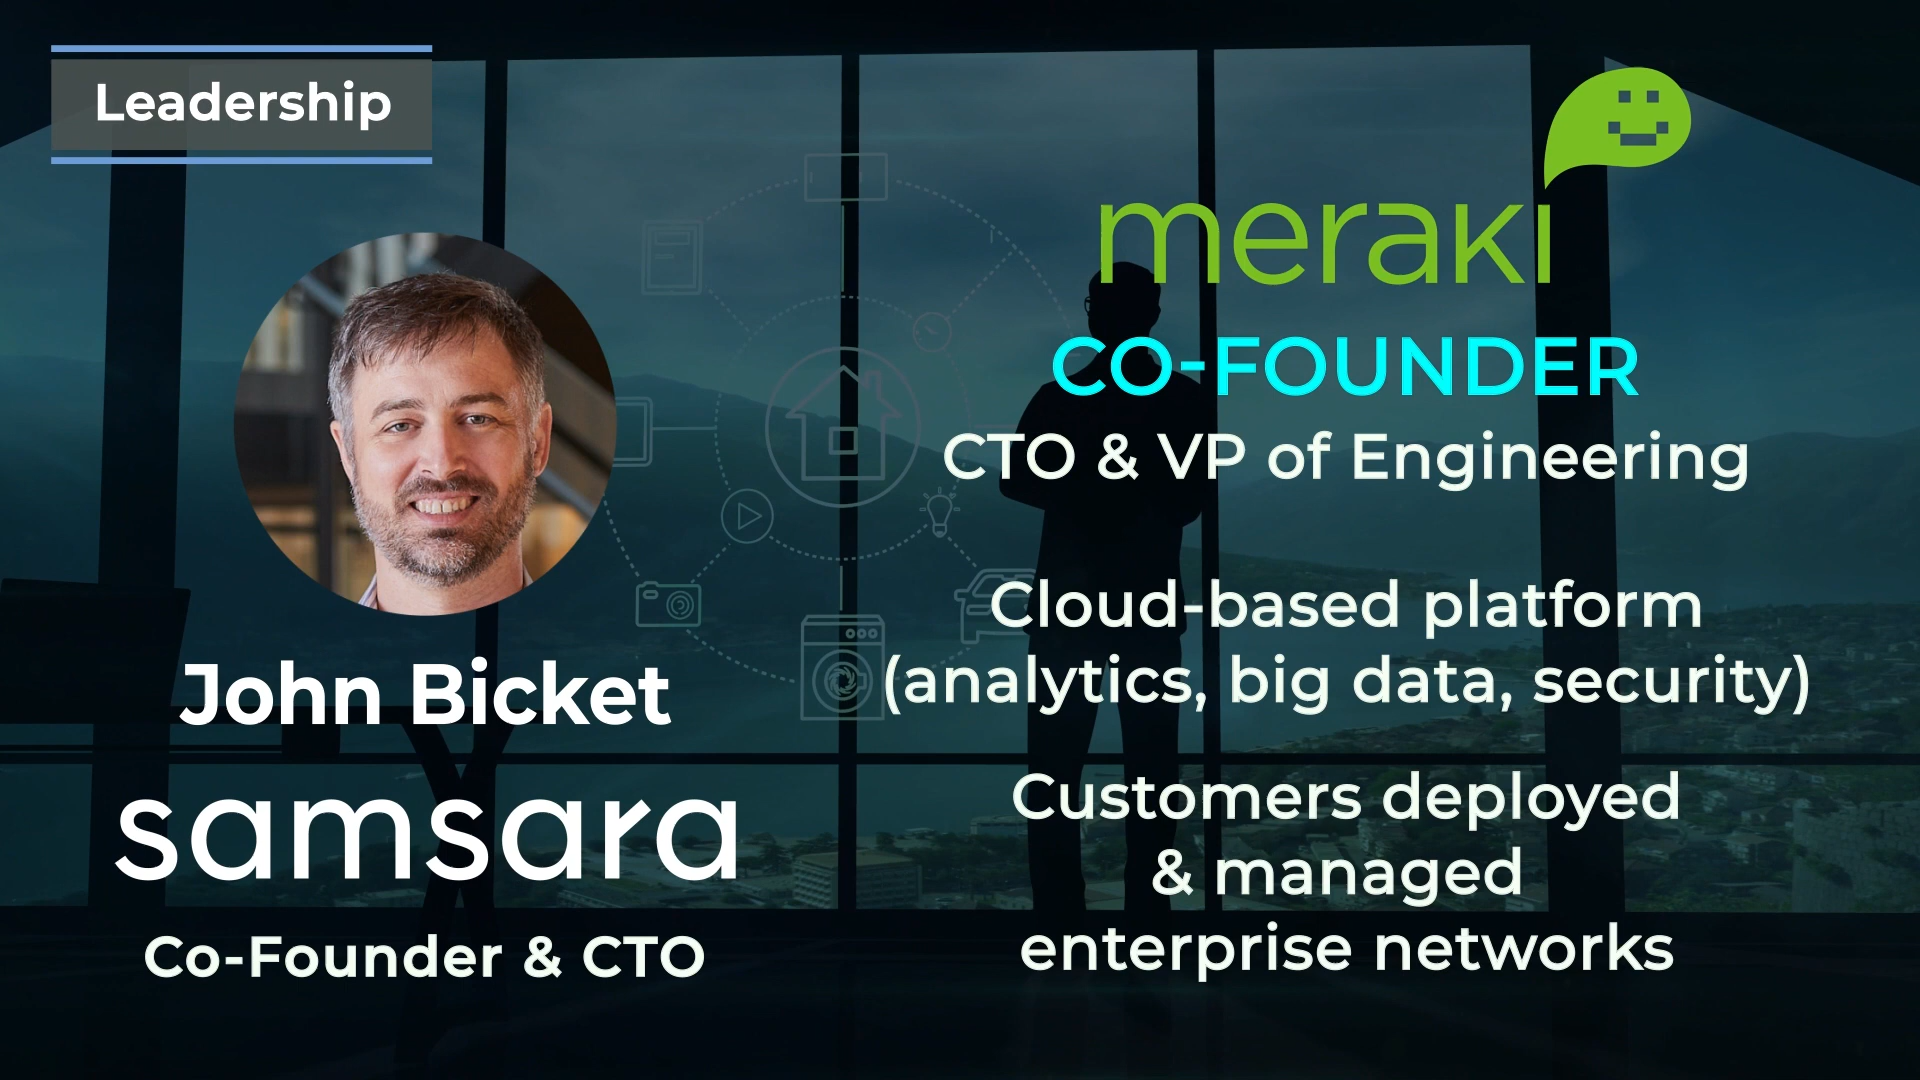 Leadership
John Bicket
samsara
Co-Founder & CTO
meraki
CO-FOUNDER
CTO & VP of Engineering
Cloud-based platform
(analytics, big data, security)
Customers deployed
& managed
enterprise networks